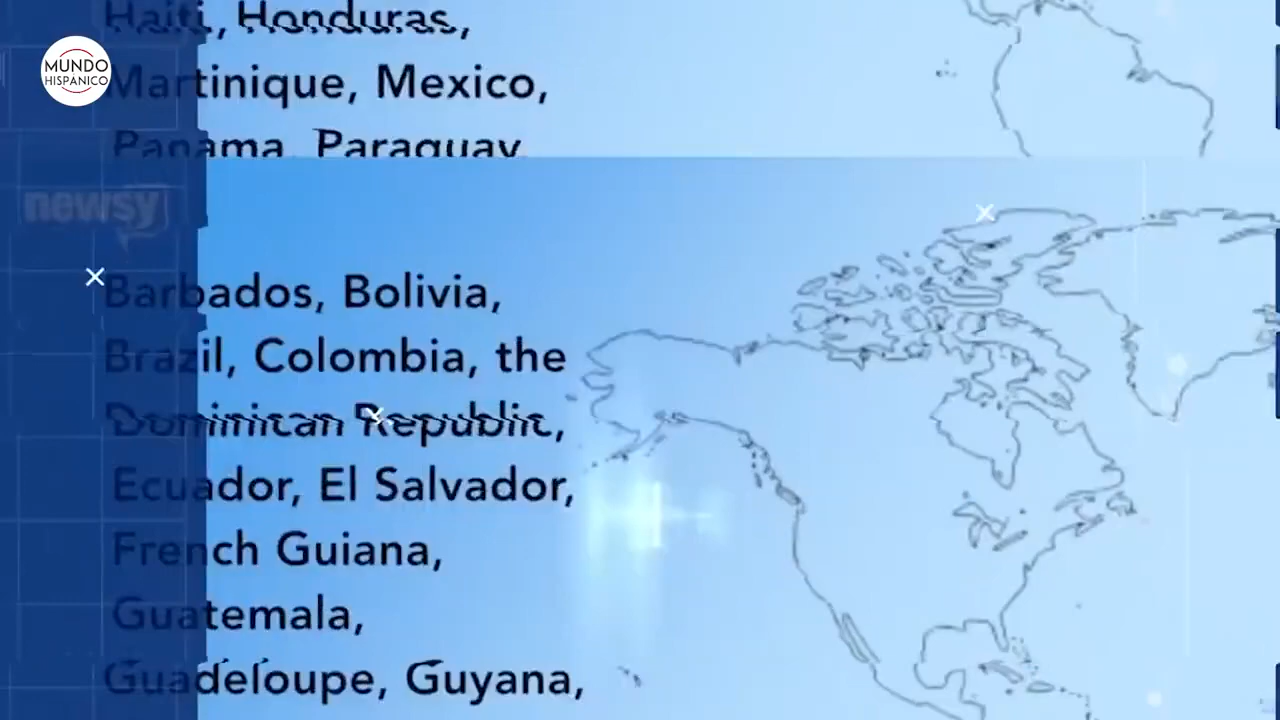 Haiti, Honduras,
MUNDO
HISPANICO
Martinique, Mexico,
Panama, Paraguay,
newsy
Barbados, Bolivia,
Brazil, Colombia, the
Dominican Republic,
Ecuador, El Salvador,
French Guiana,
Guatemala,
Guadeloupe, Guyana,